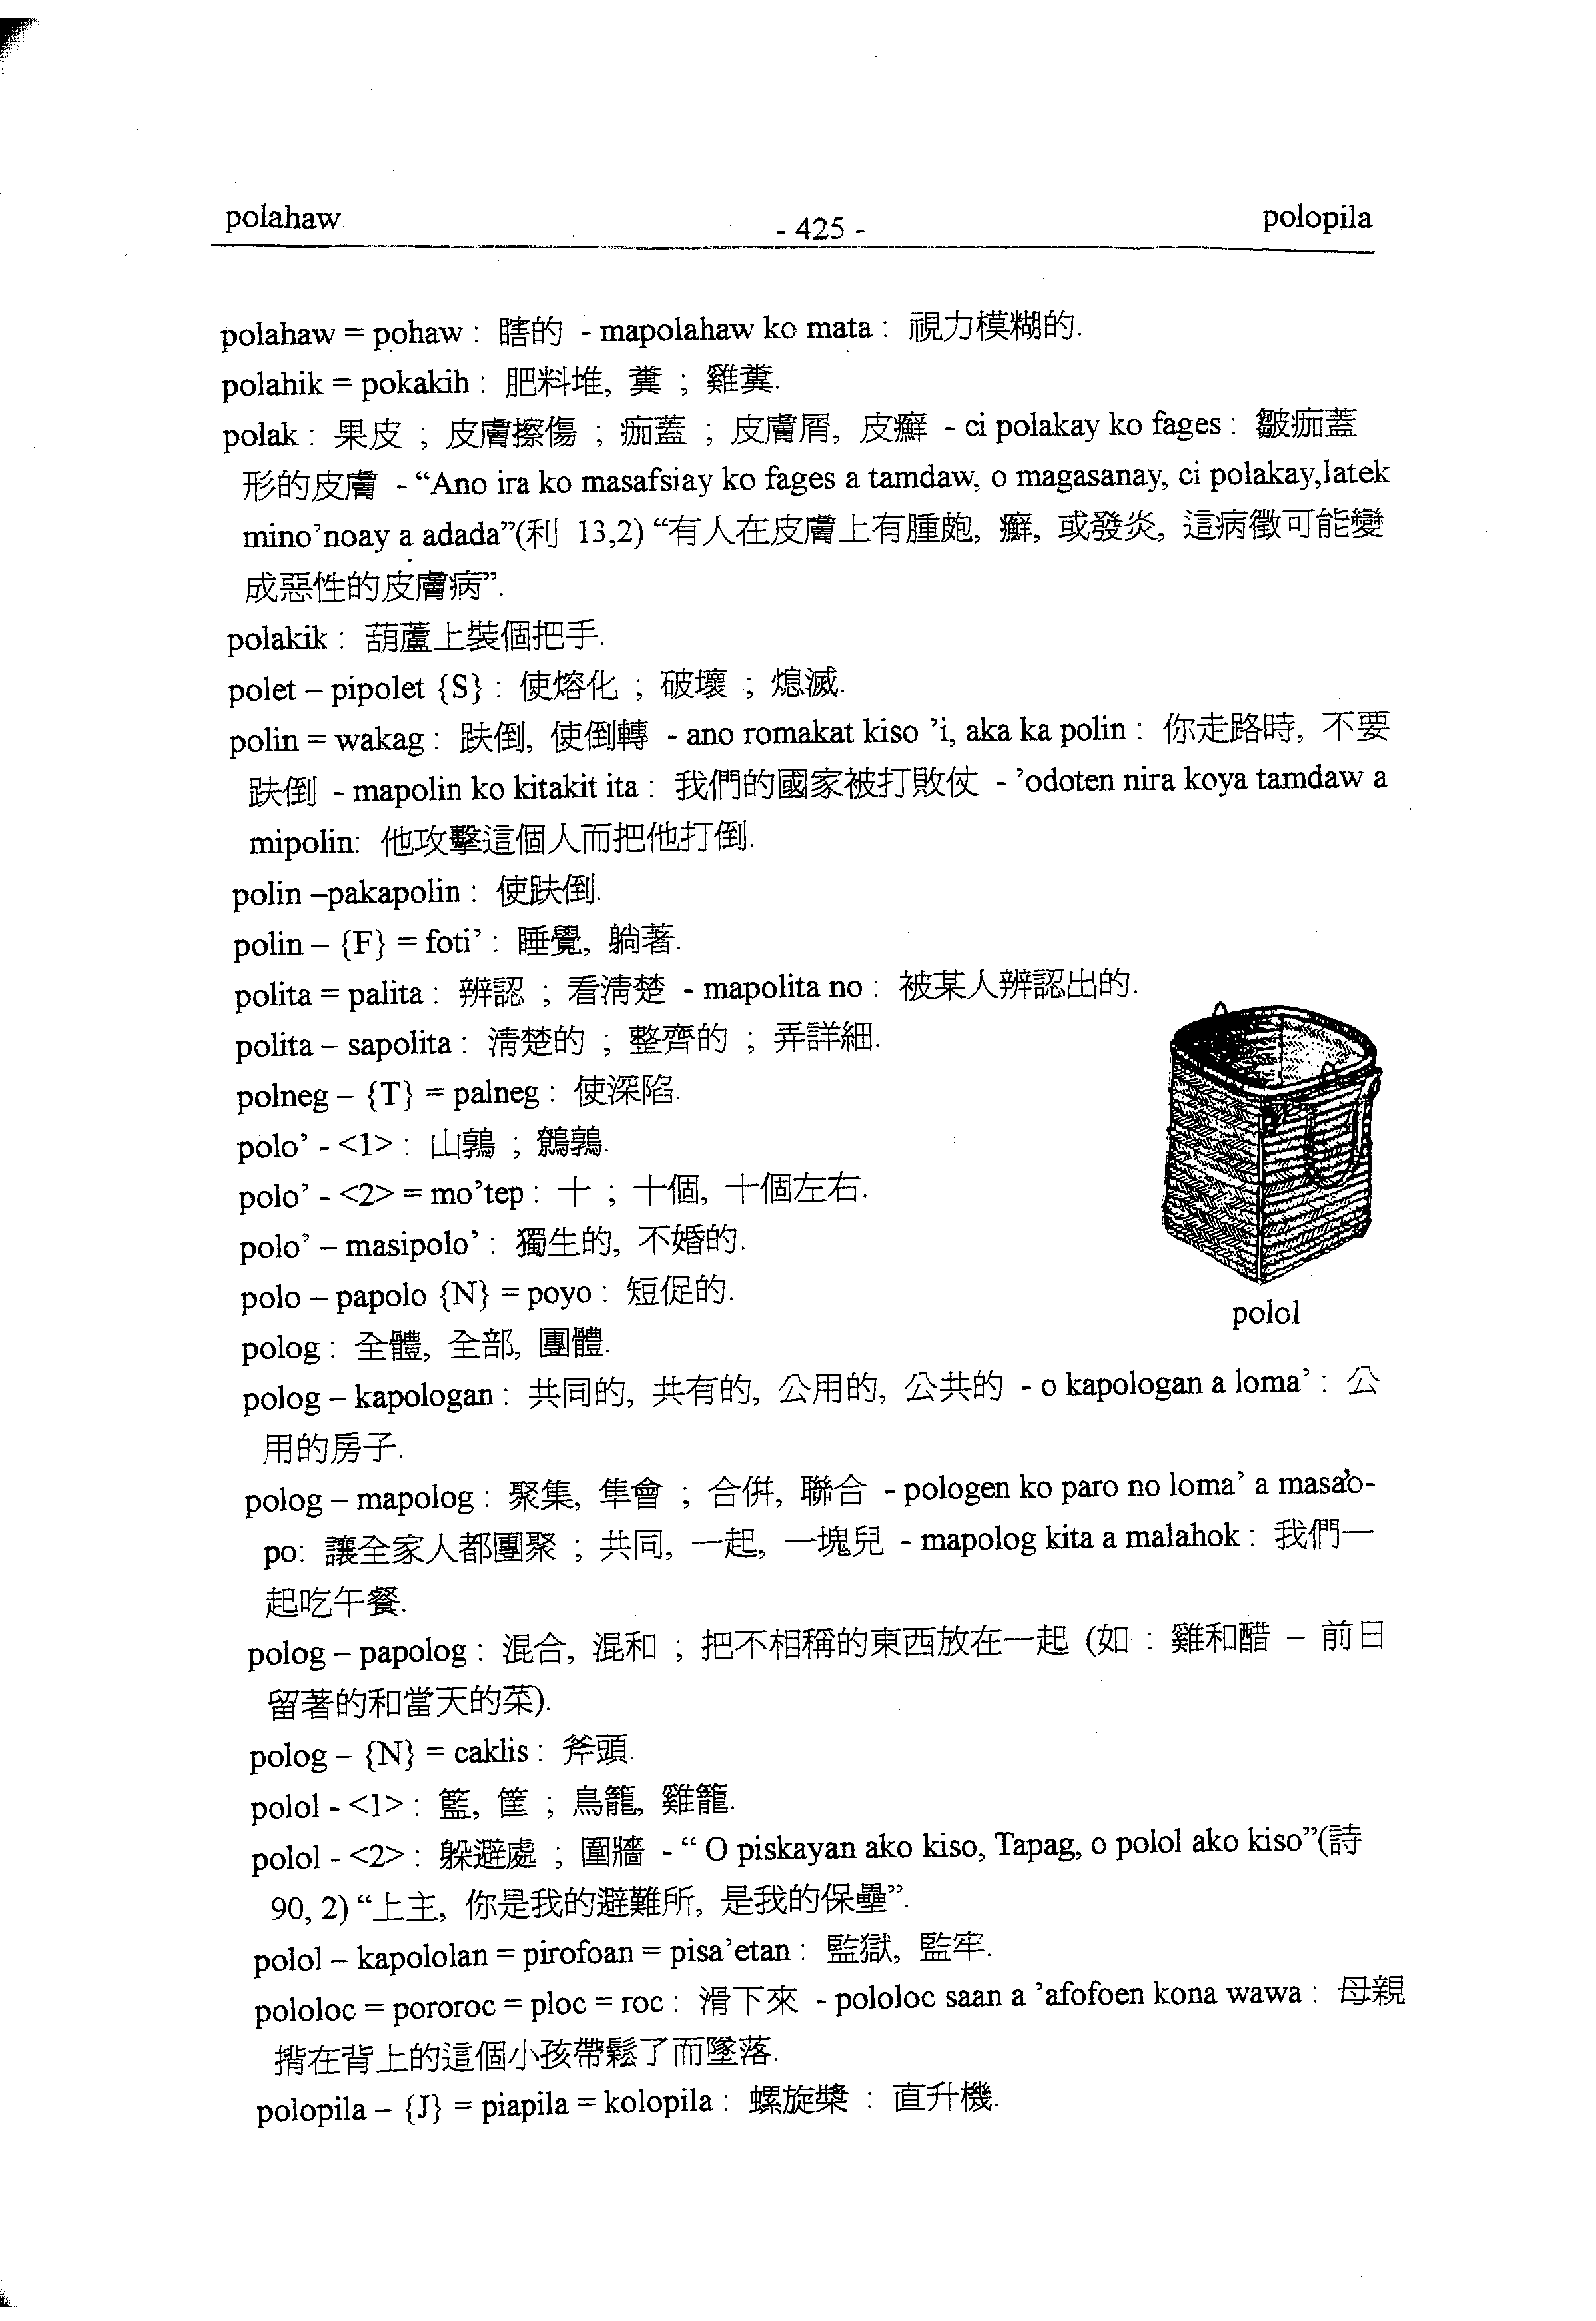 polahaw - 425 - polopila
polahaw = pohaw : 瞎的 - mapolahaw ko mata : 視力模糊的.
polahik = pokakih : 肥料堆, 糞 ; 雞糞.
polak : 果皮 ; 皮膚擦傷 ; 痂蓋 ; 皮膚屑, 皮癬 - ci polakay ko fages : 皺痂蓋
形的皮膚 - “Ano ira ko masafsiay ko fages a tamdaw, o magasanay, ci polakay,latek
mino’noay a adada”(利 13,2) “有人在皮膚上有腫皰, 癬, 或發炎, 這病徵可能變
成惡性的皮膚病”.
polakik : 葫蘆上裝個把手.
polet – pipolet {S} : 使熔化 ; 破壞 ; 熄滅.
polin = wakag : 跌倒, 使倒轉 - ano romakat kiso ’i, aka ka polin : 你走路時, 不要
跌倒 - mapolin ko kitakit ita : 我們的國家被打敗仗 - ’odoten nira koya tamdaw a
mipolin: 他攻擊這個人而把他打倒.
polin –pakapolin : 使跌倒.
polin – {F} = foti’ : 睡覺, 躺著.
polita = palita : 辨認 ; 看清楚 - mapolita no : 被某人辨認出的.
polita – sapolita : 清楚的 ; 整齊的 ; 弄詳細.
polneg – {T} = palneg : 使深陷.
polo’ - <1> : 山鶉 ; 鷓鶉.
polo’ - <2> = mo’tep : 十 ; 十個, 十個左右.
polo’ – masipolo’ : 獨生的, 不婚的.
polo – papolo {N} = poyo : 短促的.
polol
polog : 全體, 全部, 團體.
polog – kapologan : 共同的, 共有的, 公用的, 公共的 - o kapologan a loma’ : 公
用的房子.
polog – mapolog : 聚集, 隼會 ; 合併, 聯合 - pologen ko paro no loma’ a masa’o-
po: 讓全家人都團聚 ; 共同, 一起, 一塊兒 - mapolog kita a malahok : 我們一
起吃午餐.
polog – papolog : 混合, 混和 ; 把不相稱的東西放在一起 (如 : 雞和醋 – 前日
留著的和當天的菜).
polog – {N} = caklis : 斧頭.
polol - <1> : 籃, 筐 ; 鳥籠, 雞籠.
polol - <2> : 躲避處 ; 圍牆 - “ O piskayan ako kiso, Tapag, o polol ako kiso”(詩
90, 2) “上主, 你是我的避難所, 是我的保壘”.
polol – kapololan = pirofoan = pisa’etan : 監獄, 監牢.
pololoc = pororoc = ploc = roc : 滑下來 - pololoc saan a ’afofoen kona wawa : 母親
揹在背上的這個小孩帶鬆了而墜落.
polopila – {J} = piapila = kolopila : 螺旋槳 : 直升機.